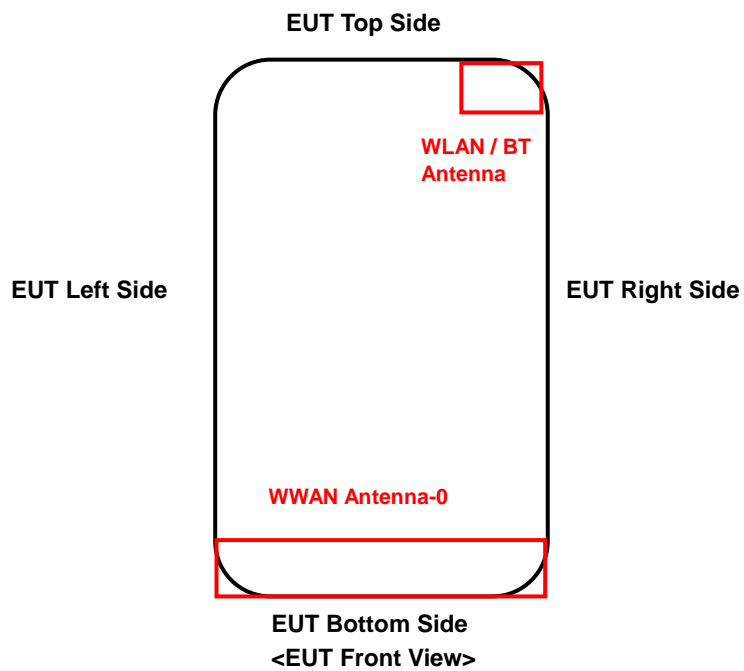 EUT Top Side
WLAN / BT
Antenna
EUT Left Side
EUT Right Side
WWAN Antenna-0
EUT Bottom Side
<EUT Front View>